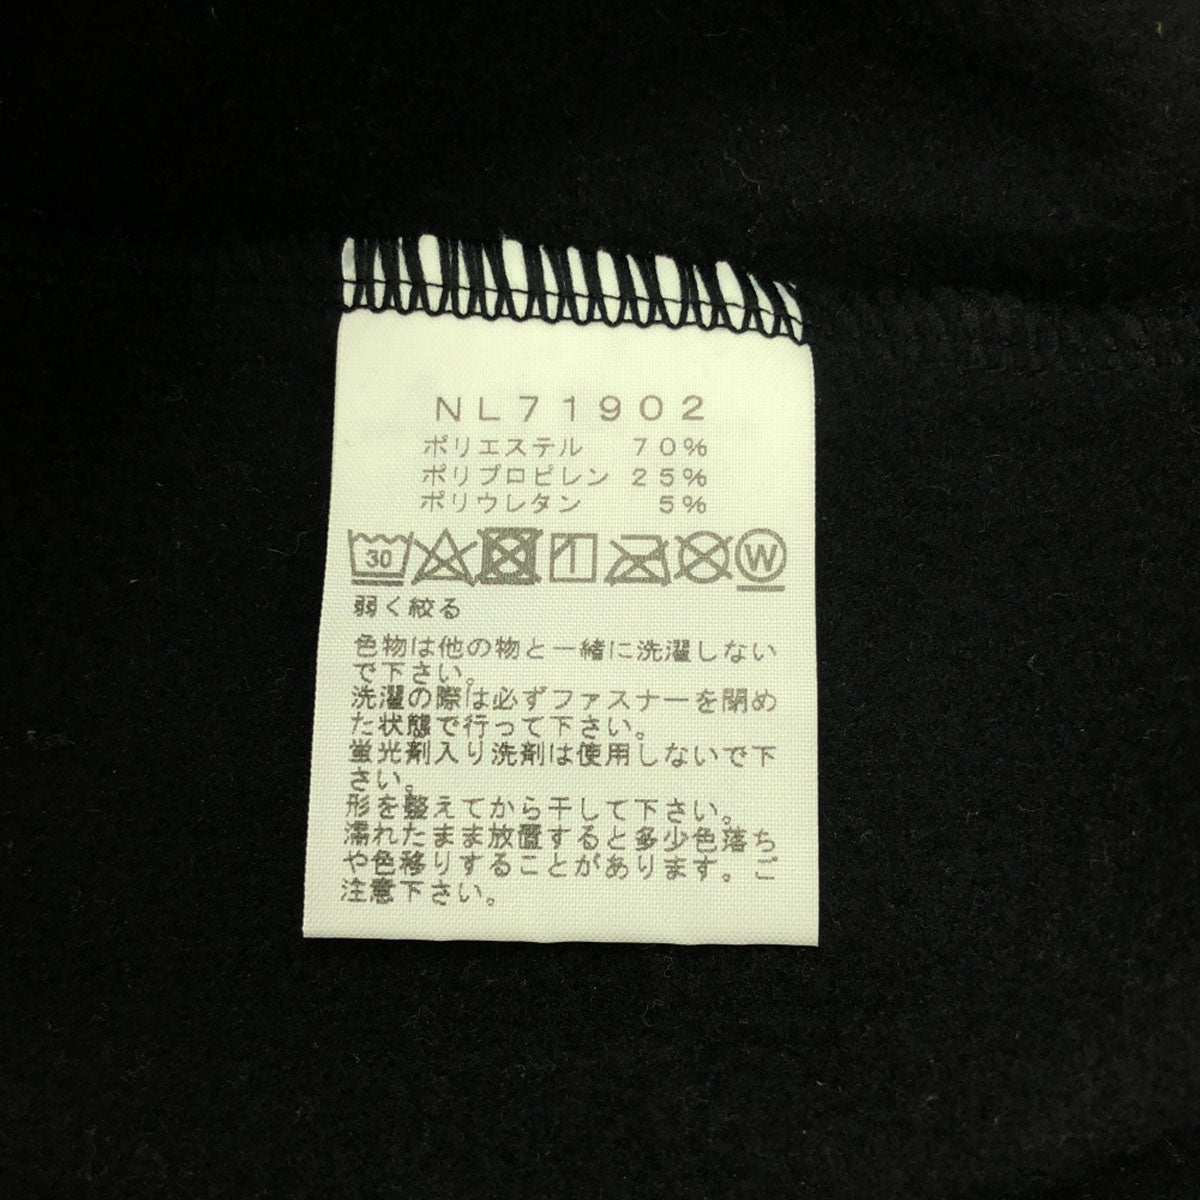 NL71902
ポリエステル 70%
ポリプロピレン 25%
ポリウレタン 5%
30 W
弱く絞る
色物は他の物と一緒に洗濯しない
で下さい。
洗濯の際は必ずファスナーを閉め
た状態で行って下さい。
蛍光剤入り洗剤は使用しないで下
さい。
形を整えてから干して下さい。
濡れたまま放置すると多少色落ち
や色移りすることがあります。ご
注意下さい。